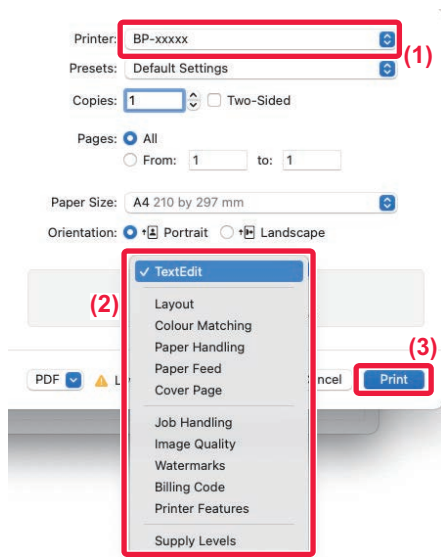 Printer: BP-xxxxx
(1)
Presets: Default Settings
Copies: 1 Two-Sided
Pages: All
From: 1 to: 1
Paper Size: A4 210 by 297 mm
Orientation: Portrait Landscape
✓ TextEdit
(2)
Layout
Colour Matching
Paper Handling
(3)
Paper Feed
PDF L ncel Print
Cover Page
Job Handling
Image Quality
Watermarks
Billing Code
Printer Features
Supply Levels